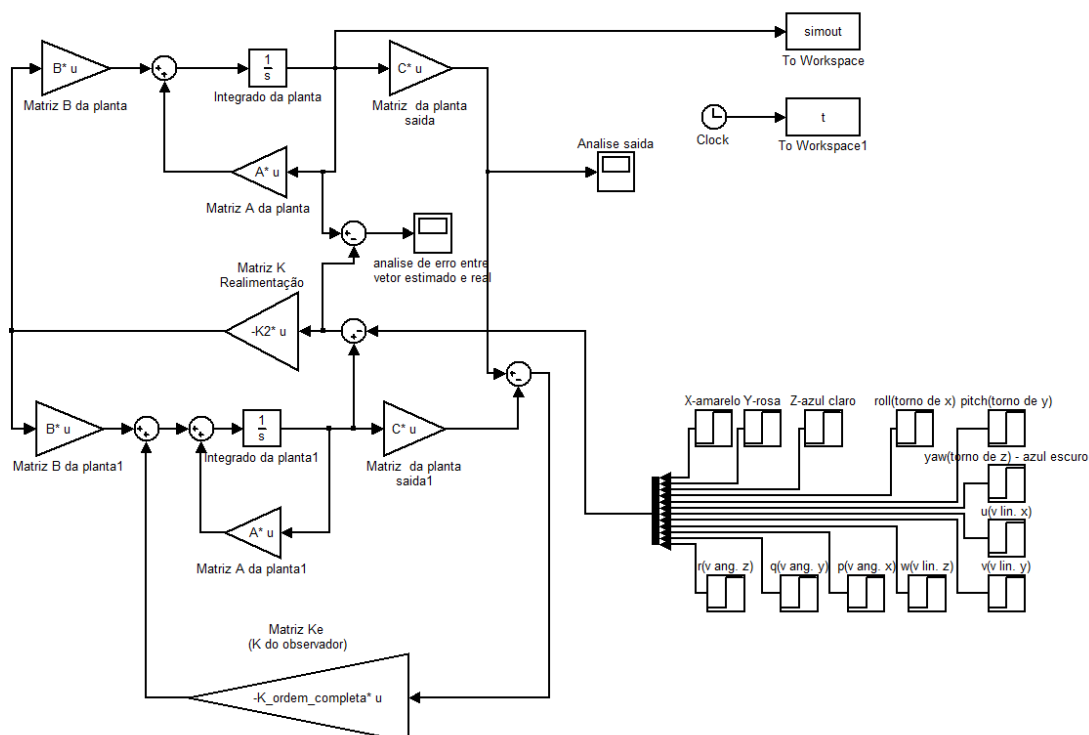 simout
To Workspace
B* u
Matriz B da planta
1
s
Integrado da planta
C* u
Matriz da planta
saida
t
To Workspace1
Clock
Analise saida
A* u
Matriz A da planta
analise de erro entre
vetor estimado e real
Matriz K
Realimentação
-K2* u
X-amarelo
Y-rosa
Z-azul claro
roll(torno de x)
pitch(torno de y)
B* u
Matriz B da planta1
1
s
Integrado da planta1
C* u
Matriz da planta
saida1
yaw(torno de z) - azul escuro
u(v lin. x)
A* u
Matriz A da planta1
r(v ang. z)
q(v ang. y)
p(v ang. x)
w(v lin. z)
v(v lin. y)
Matriz Ke
(K do observador)
-K_ordem_completa* u